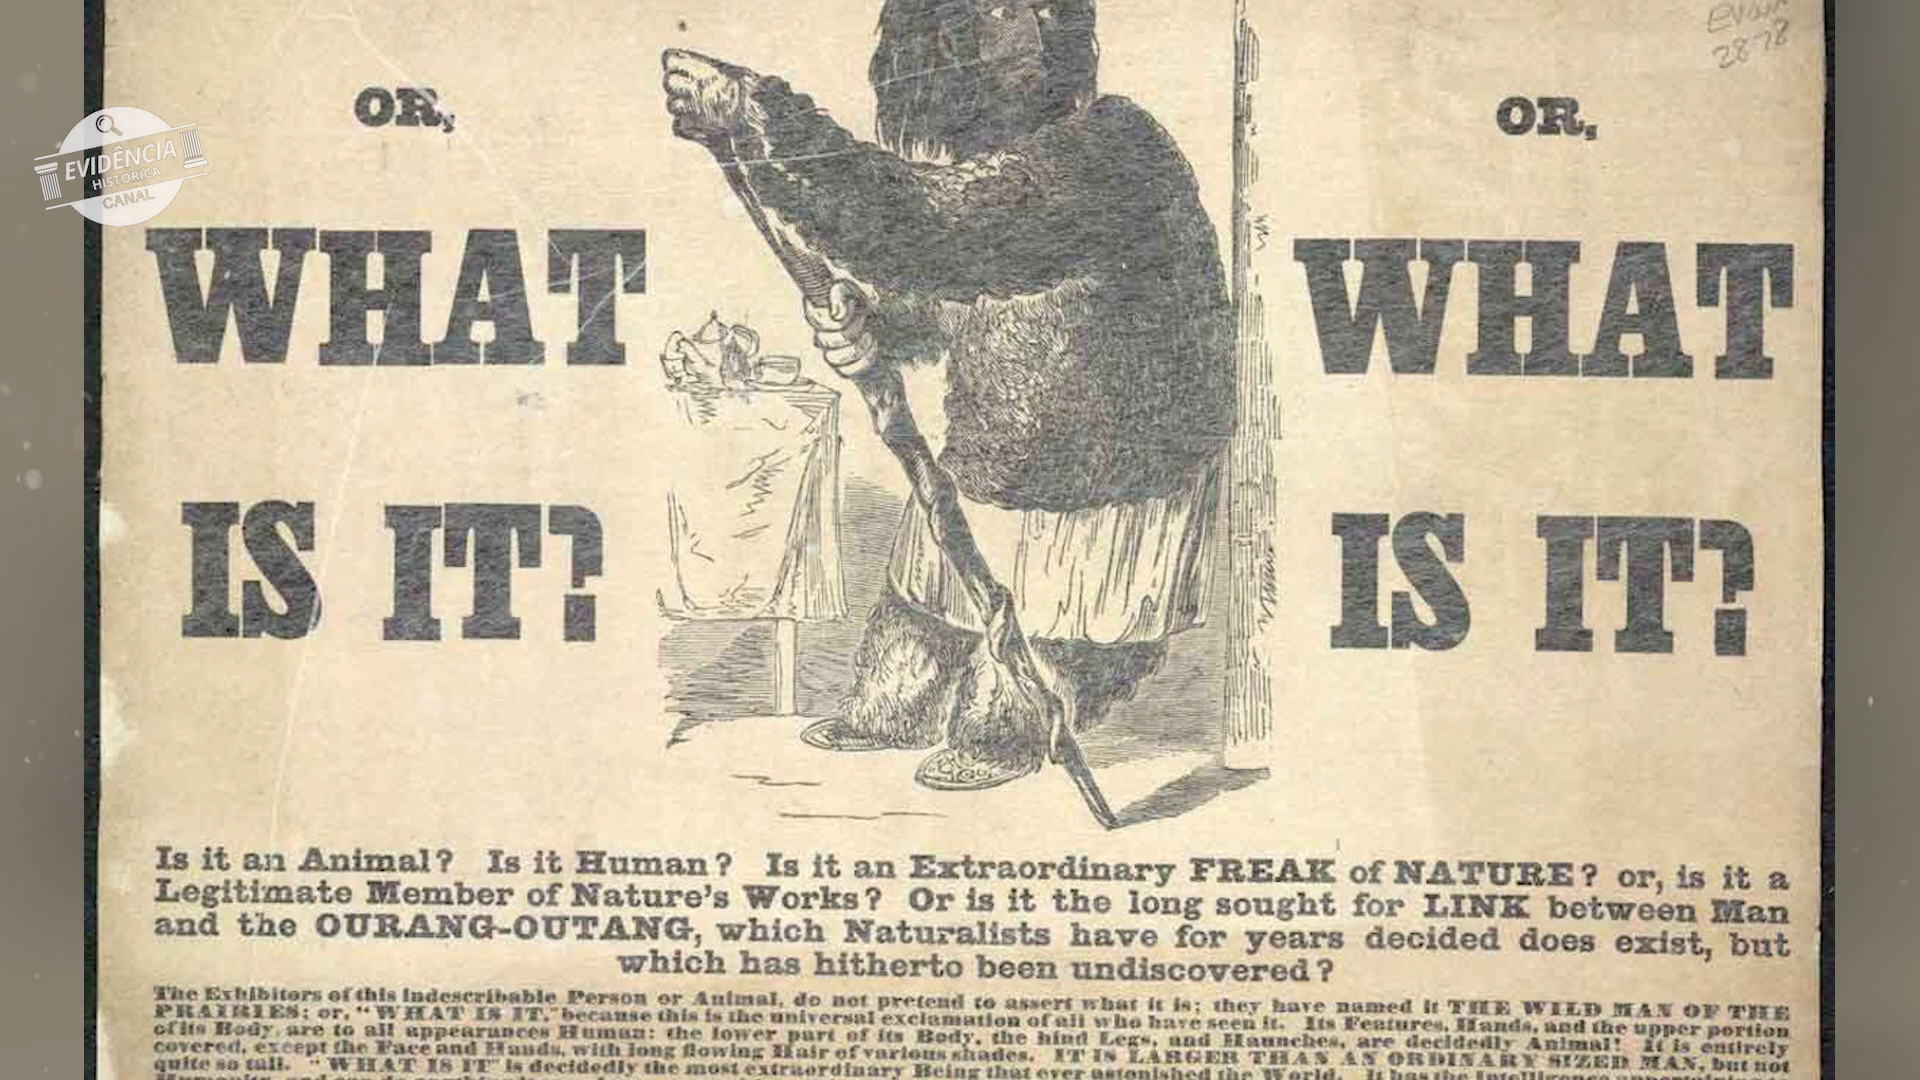 28-78
OR,
OR,
EVIDÊNCIA
HISTÓRICA
CANAL
WHAT
WHAT
IS IT?
IS IT?
Is it an Animal? Is it Human? Is it an Extraordinary FREAK of NATURE? or, is it a
Legitimate Member of Nature's Works? Or is it the long sought for LINK between Man
and the OURANG-OUTANG, which Naturalists have for years decided does exist, but
which has hitherto been undiscovered?
The Exhibitors of this indescribable Person or Animal, do not pretend to assert what it is; they have named it THE WILD MAN OF THE
PRAIRIES; or, "WHAT IS IT," because this is the universal exclamation of all who have seen it. Its Features, Hands, and the upper portion
of its Body, are to all appearances Human; the lower part of its Body, the hind Legs, and Haunches, are decidedly Animal! It is entirely
covered, except the Face and Hands, with long flowing Hair of various shades. IT IS LARGER THAN AN ORDINARY SIZED MAN, but not
quite so tall. "WHAT IS IT" is decidedly the most extraordinary Being that ever astonished the World. It has the Intelligence